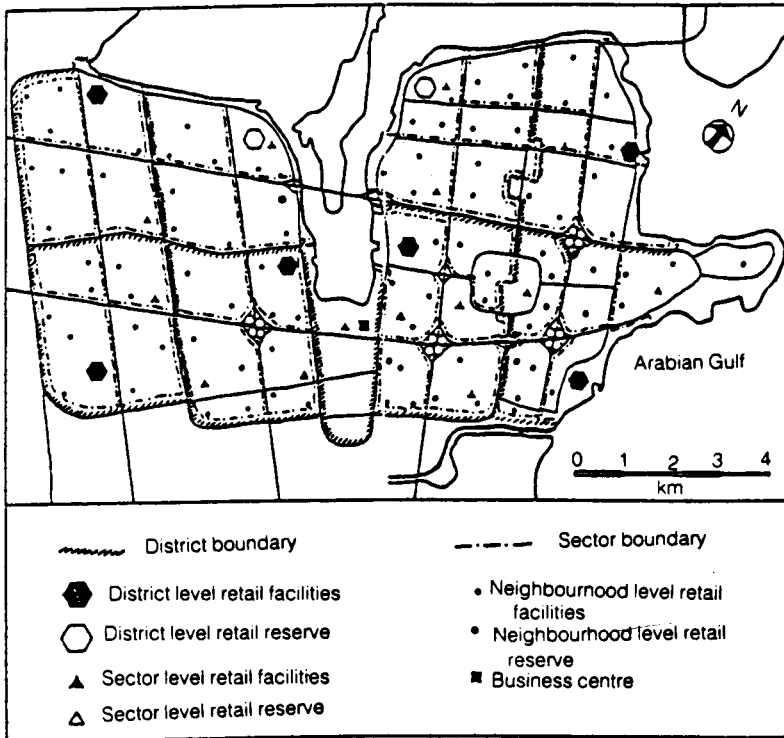 N
Arabian Gulf
0 1 2 3 4
km
District boundary
Sector boundary
District level retail facilities
District level retail reserve
Sector level retail facilities
Sector level retail reserve
Neighbournood level retail
facilities
Neighbourhood level retail
reserve
Business centre